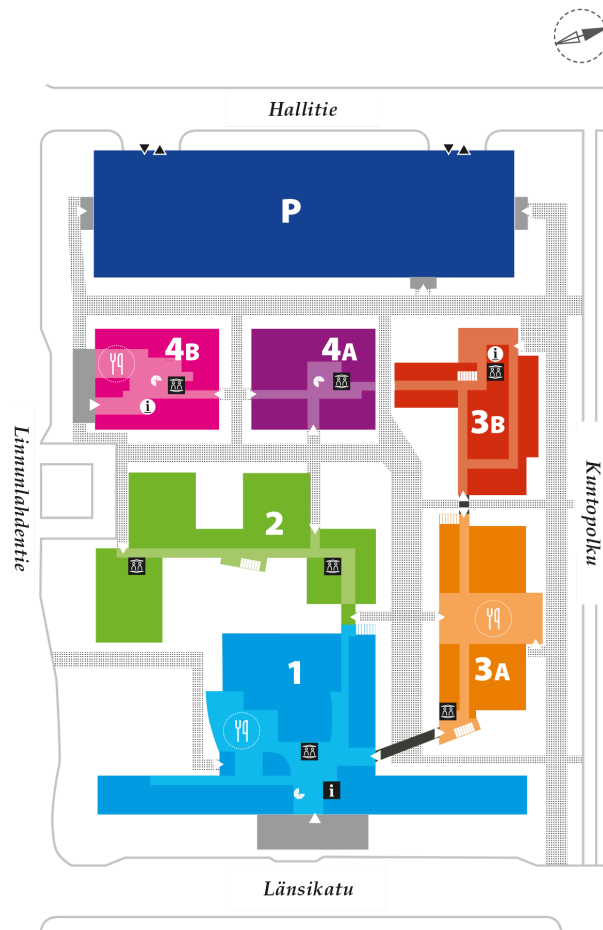 Hallitie
P
4B
4A
i
3B
Linnunlahdentie
2
Kuntopolku
1
3A
i
i
Länsikatu